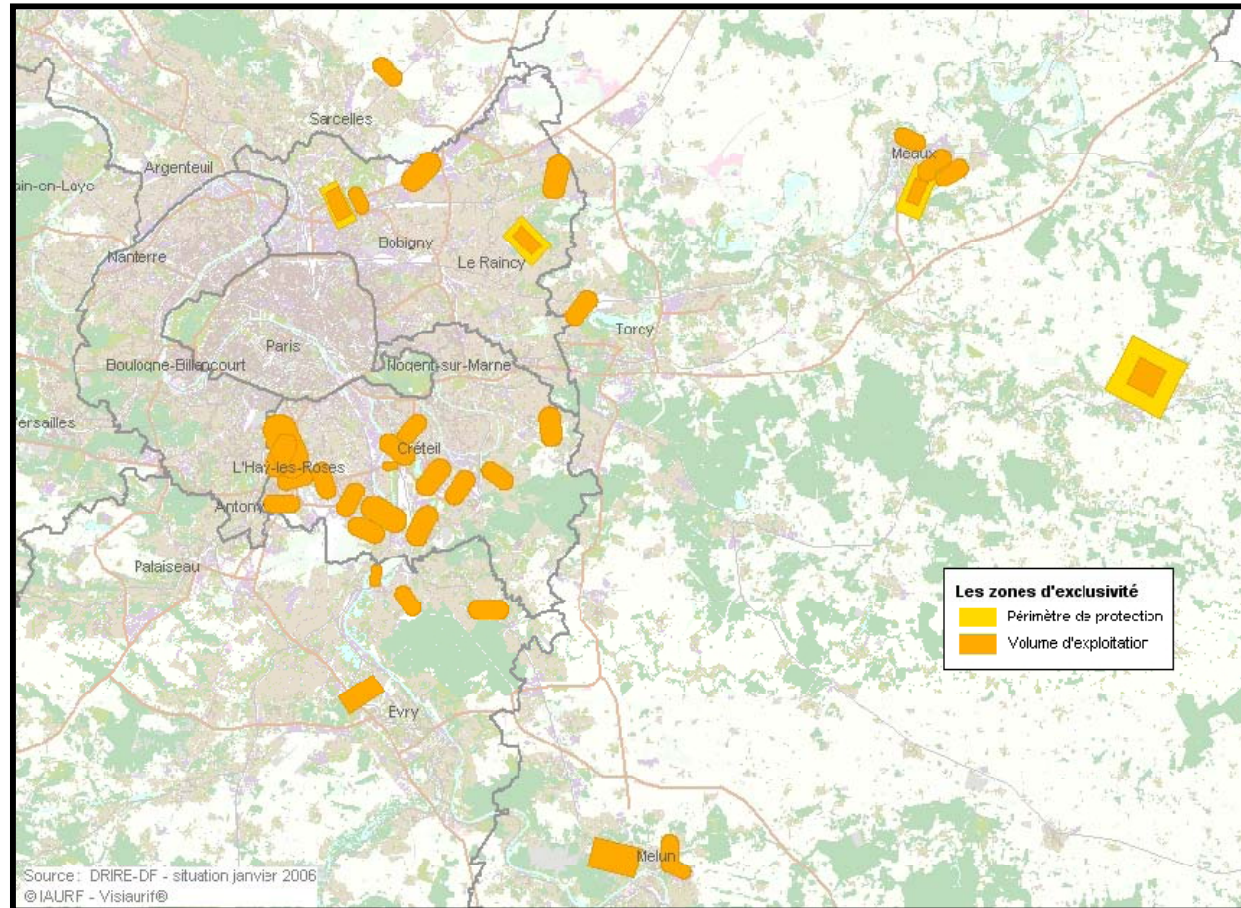 Sarcelles
Argenteuil
Meaux
ain-en-Laye
Bobigny
Nanterre
Le Raincy
Torcy
Paris
Boulogne-Billancourt
Nogent-sur-Marne
Versailles
Créteil
L'Hay-les-Roses
Antony
Palaiseau
Les zones d'exclusivité
Périmètre de protection
Volume d'exploitation
Evry
Melun
Source : DRIRE-DF - situation janvier 2006
©IAURF - Visiaurif®